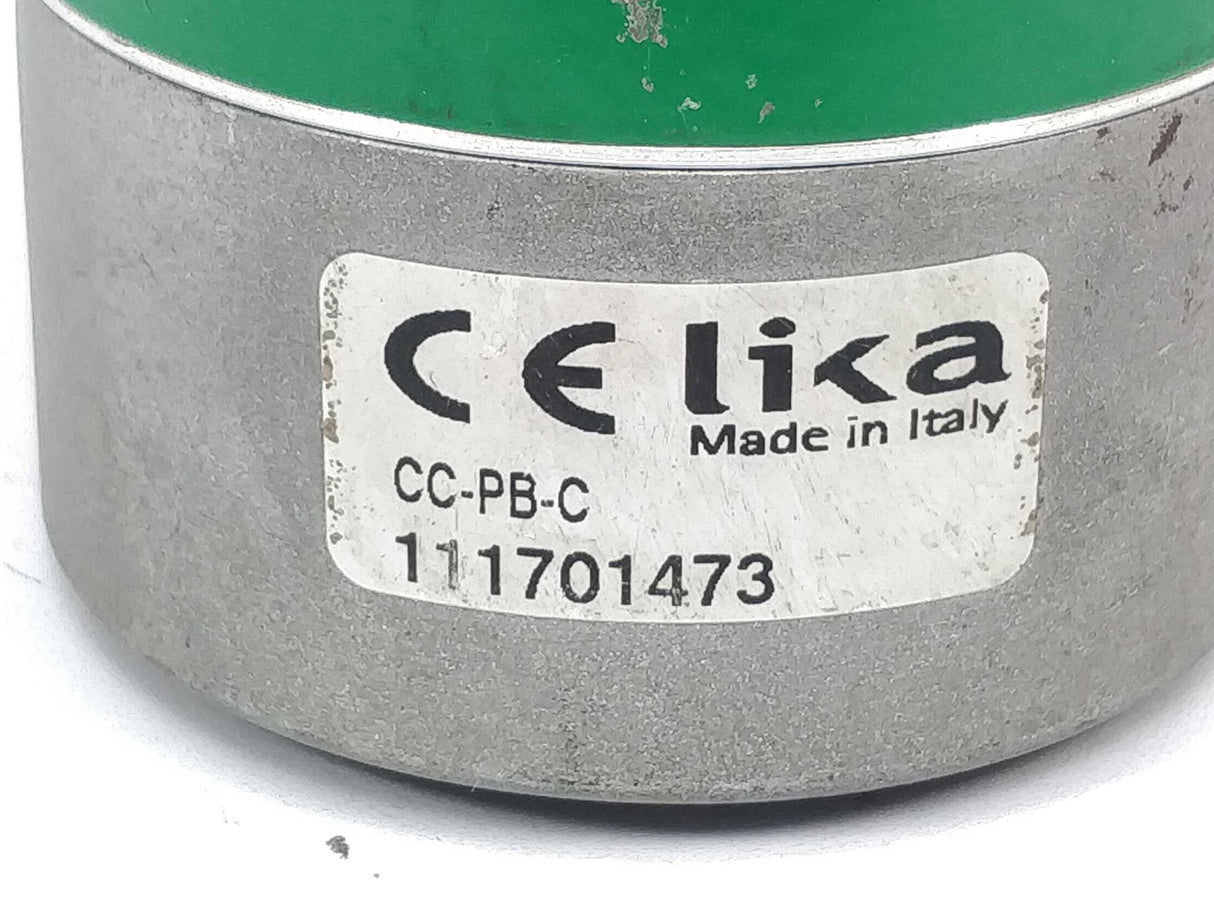 CE lika
Made in Italy
CC-PB-C
111701473